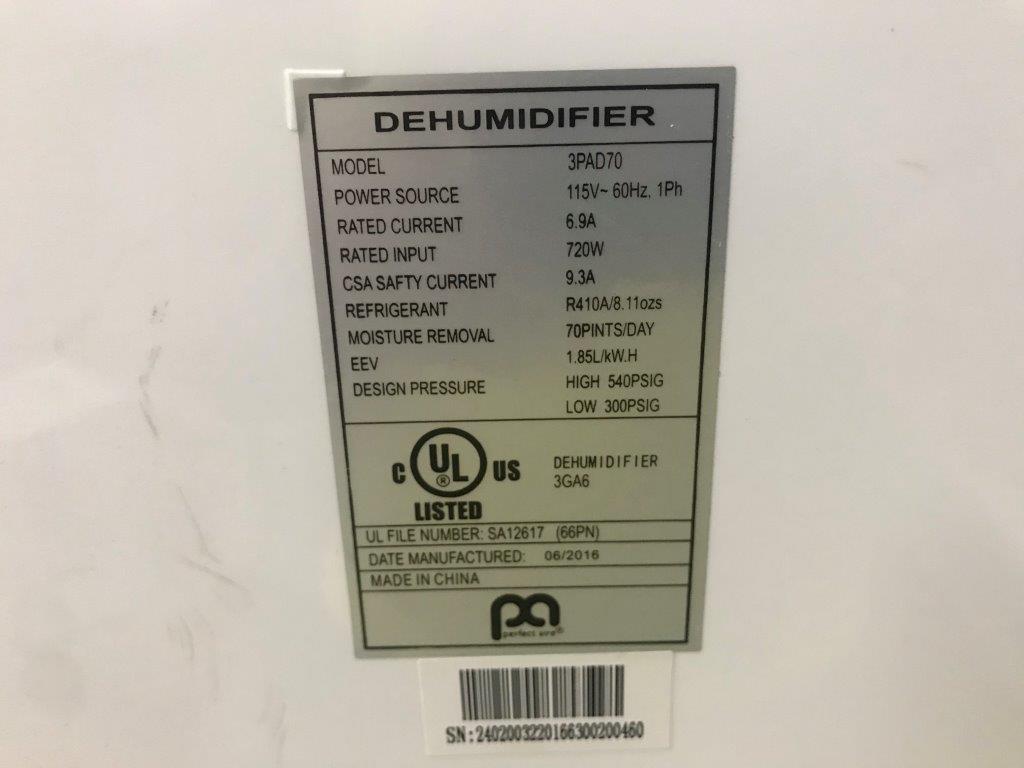 DEHUMIDIFIER
MODEL 3PAD70
POWER SOURCE 115V~ 60Hz, 1Ph
RATED CURRENT 6.9A
RATED INPUT 720W
CSA SAFTY CURRENT 9.3A
REFRIGERANT R410A/8.11ozs
MOISTURE REMOVAL 70PINTS/DAY
EEV 1.85L/kW.H
DESIGN PRESSURE HIGH 540PSIG
LOW 300PSIG
C UL® US
LISTED
DEHUMIDIFIER
3GA6
UL FILE NUMBER: SA12617 (66PN)
DATE MANUFACTURED: 06/2016
MADE IN CHINA
pa
perfect aire®
SN:240200322016630020​0460